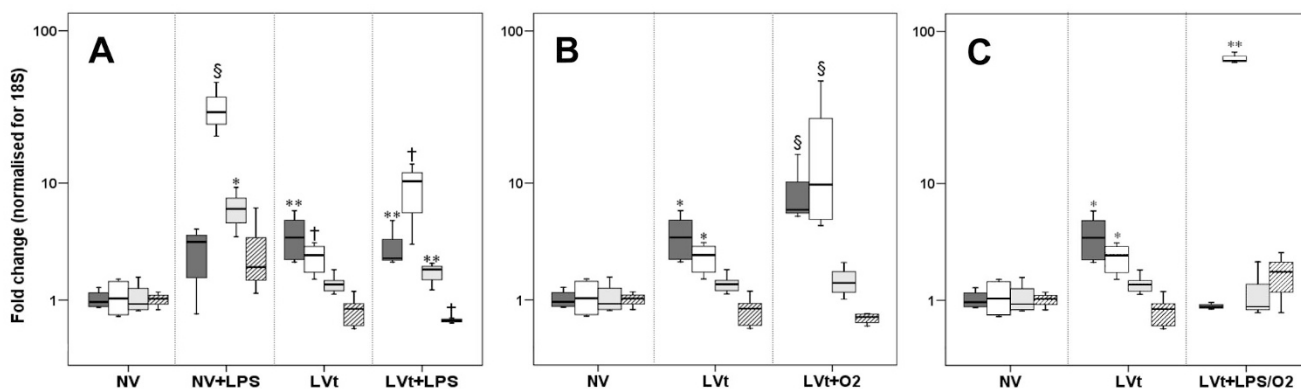 Fold change (normalised for 18S)
A
100
10
1
§
*
**
†
**
†
**
†
NV
NV+LPS
LVt
LVt+LPS
B
100
10
1
*
*
§
§
NV
LVt
LVt+O2
C
100
10
1
*
*
**
NV
LVt
LVt+LPS/O2